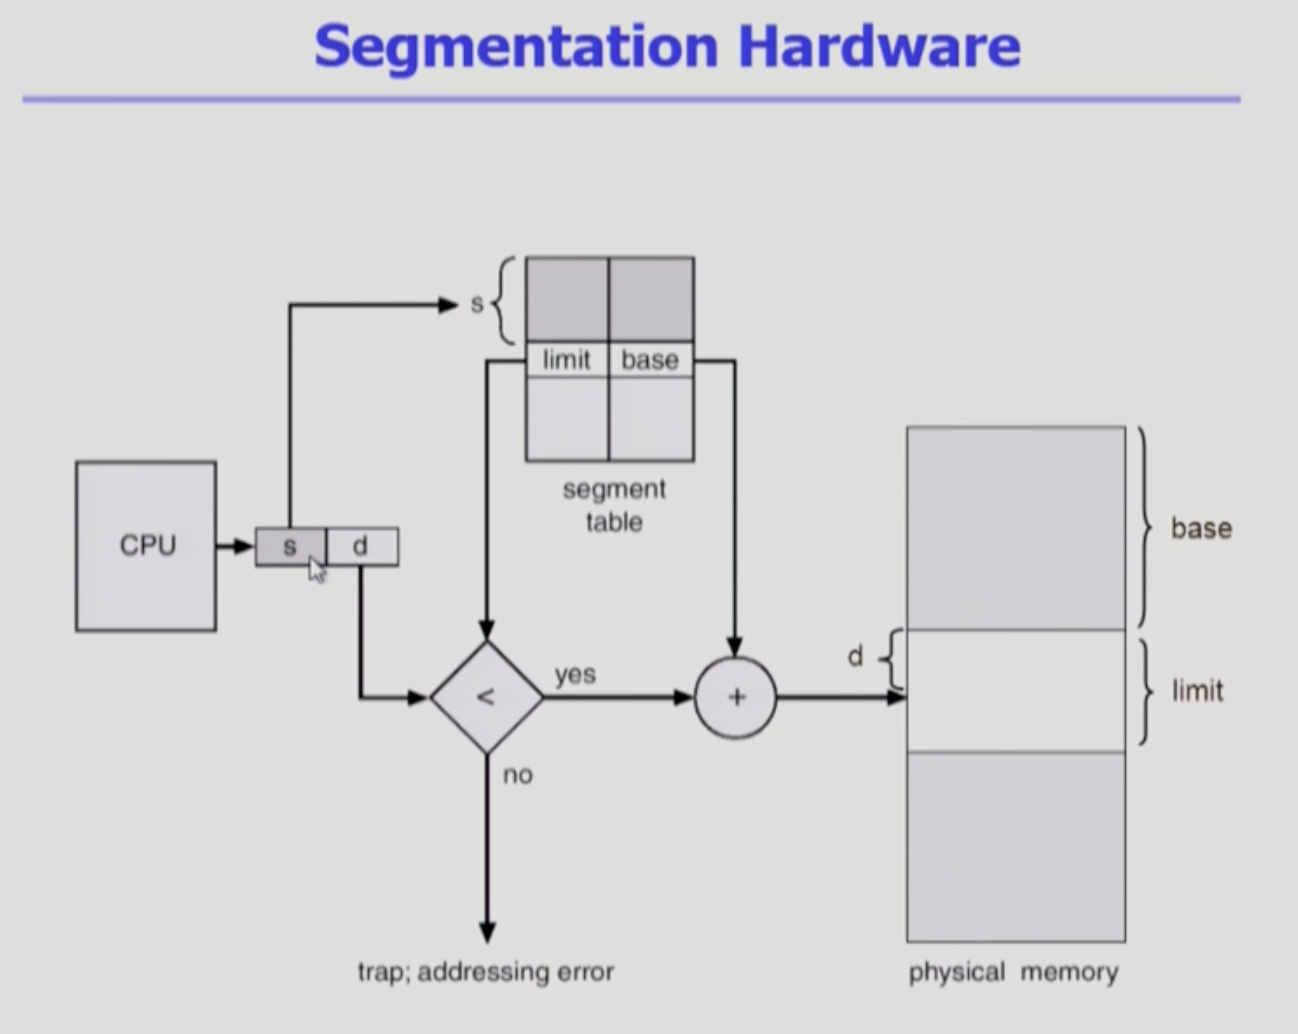 Segmentation Hardware
s
limit base
segment
table
CPU
s d
base
d
limit
<
yes
+
no
trap; addressing error
physical memory